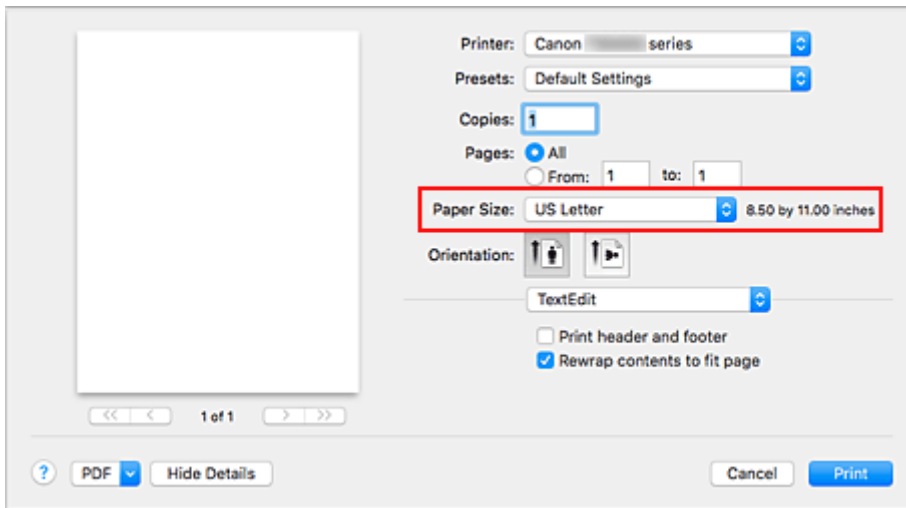 Printer: Canon series
Presets: Default Settings
Copies: 1
Pages: All
From: 1 to: 1
Paper Size: US Letter 8.50 by 11.00 inches
Orientation:
TextEdit
Print header and footer
Rewrap contents to fit page
<< < 1 of 1 > >>
? PDF Hide Details Cancel Print